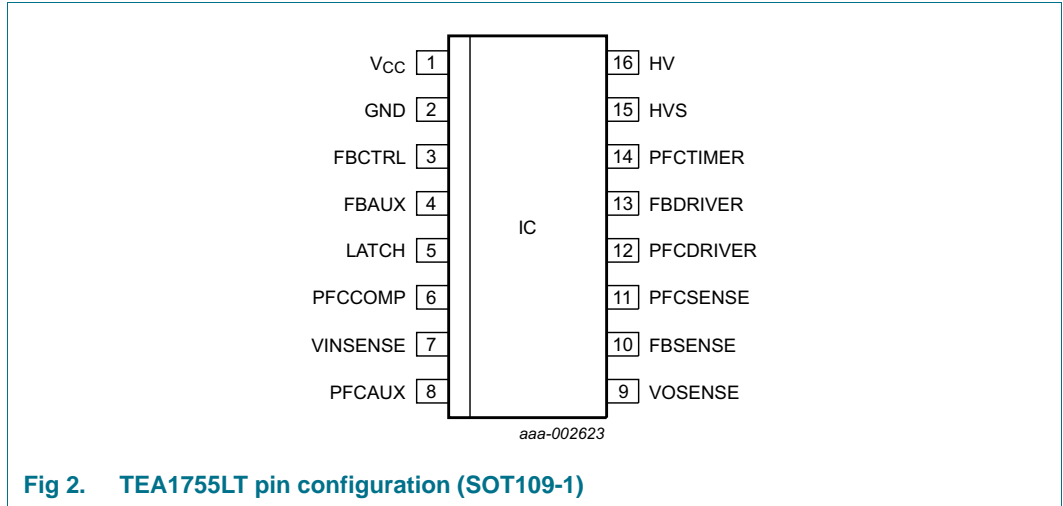 VCC 1 16 HV
GND 2 15 HVS
FBCTRL 3 14 PFCTIMER
FBAUX 4 13 FBDRIVER
IC
LATCH 5 12 PFCDRIVER
PFCCOMP 6 11 PFCSENSE
VINSENSE 7 10 FBSENSE
PFCAUX 8 9 VOSENSE
aaa-002623
Fig 2. TEA1755LT pin configuration (SOT109-1)